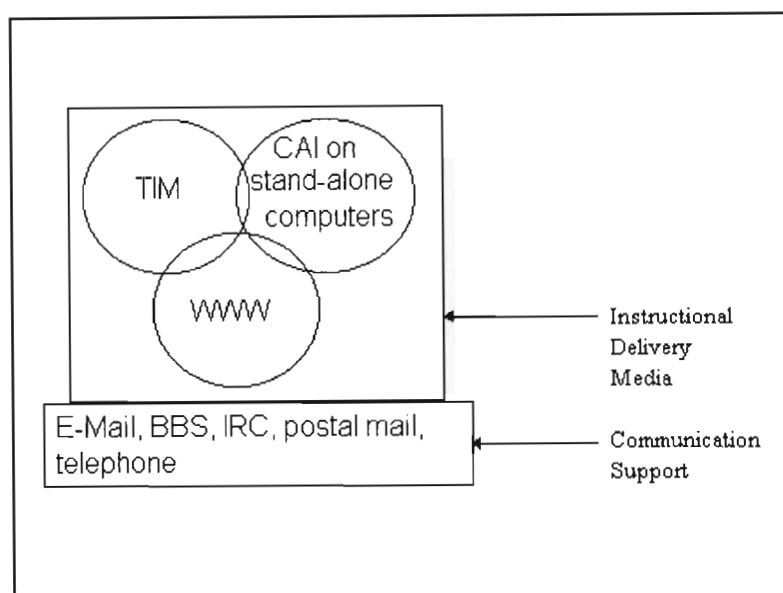 TIM
CAI on
stand-alone
computers
WWW
Instructional
Delivery
Media
E-Mail, BBS, IRC, postal mail,
telephone
Communication
Support